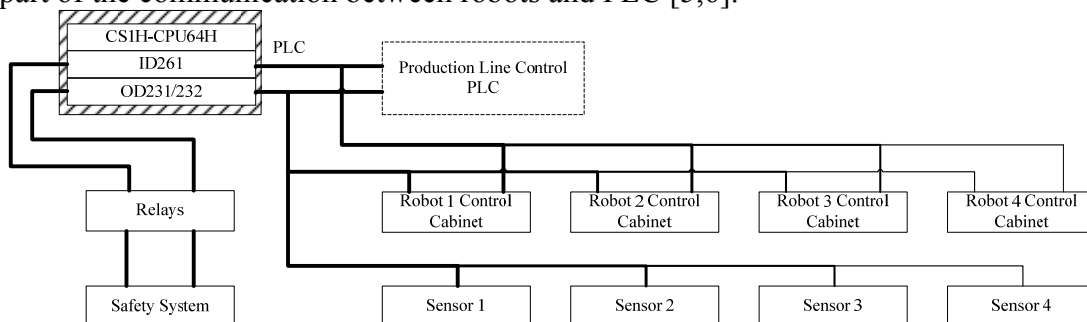 part of the communication between robots and PLC [5,6].
CS1H-CPU64H
ID261
OD231/232
PLC
Production Line Control
PLC
Robot 1 Control
Cabinet
Robot 2 Control
Cabinet
Robot 3 Control
Cabinet
Robot 4 Control
Cabinet
Relays
Safety System
Sensor 1
Sensor 2
Sensor 3
Sensor 4